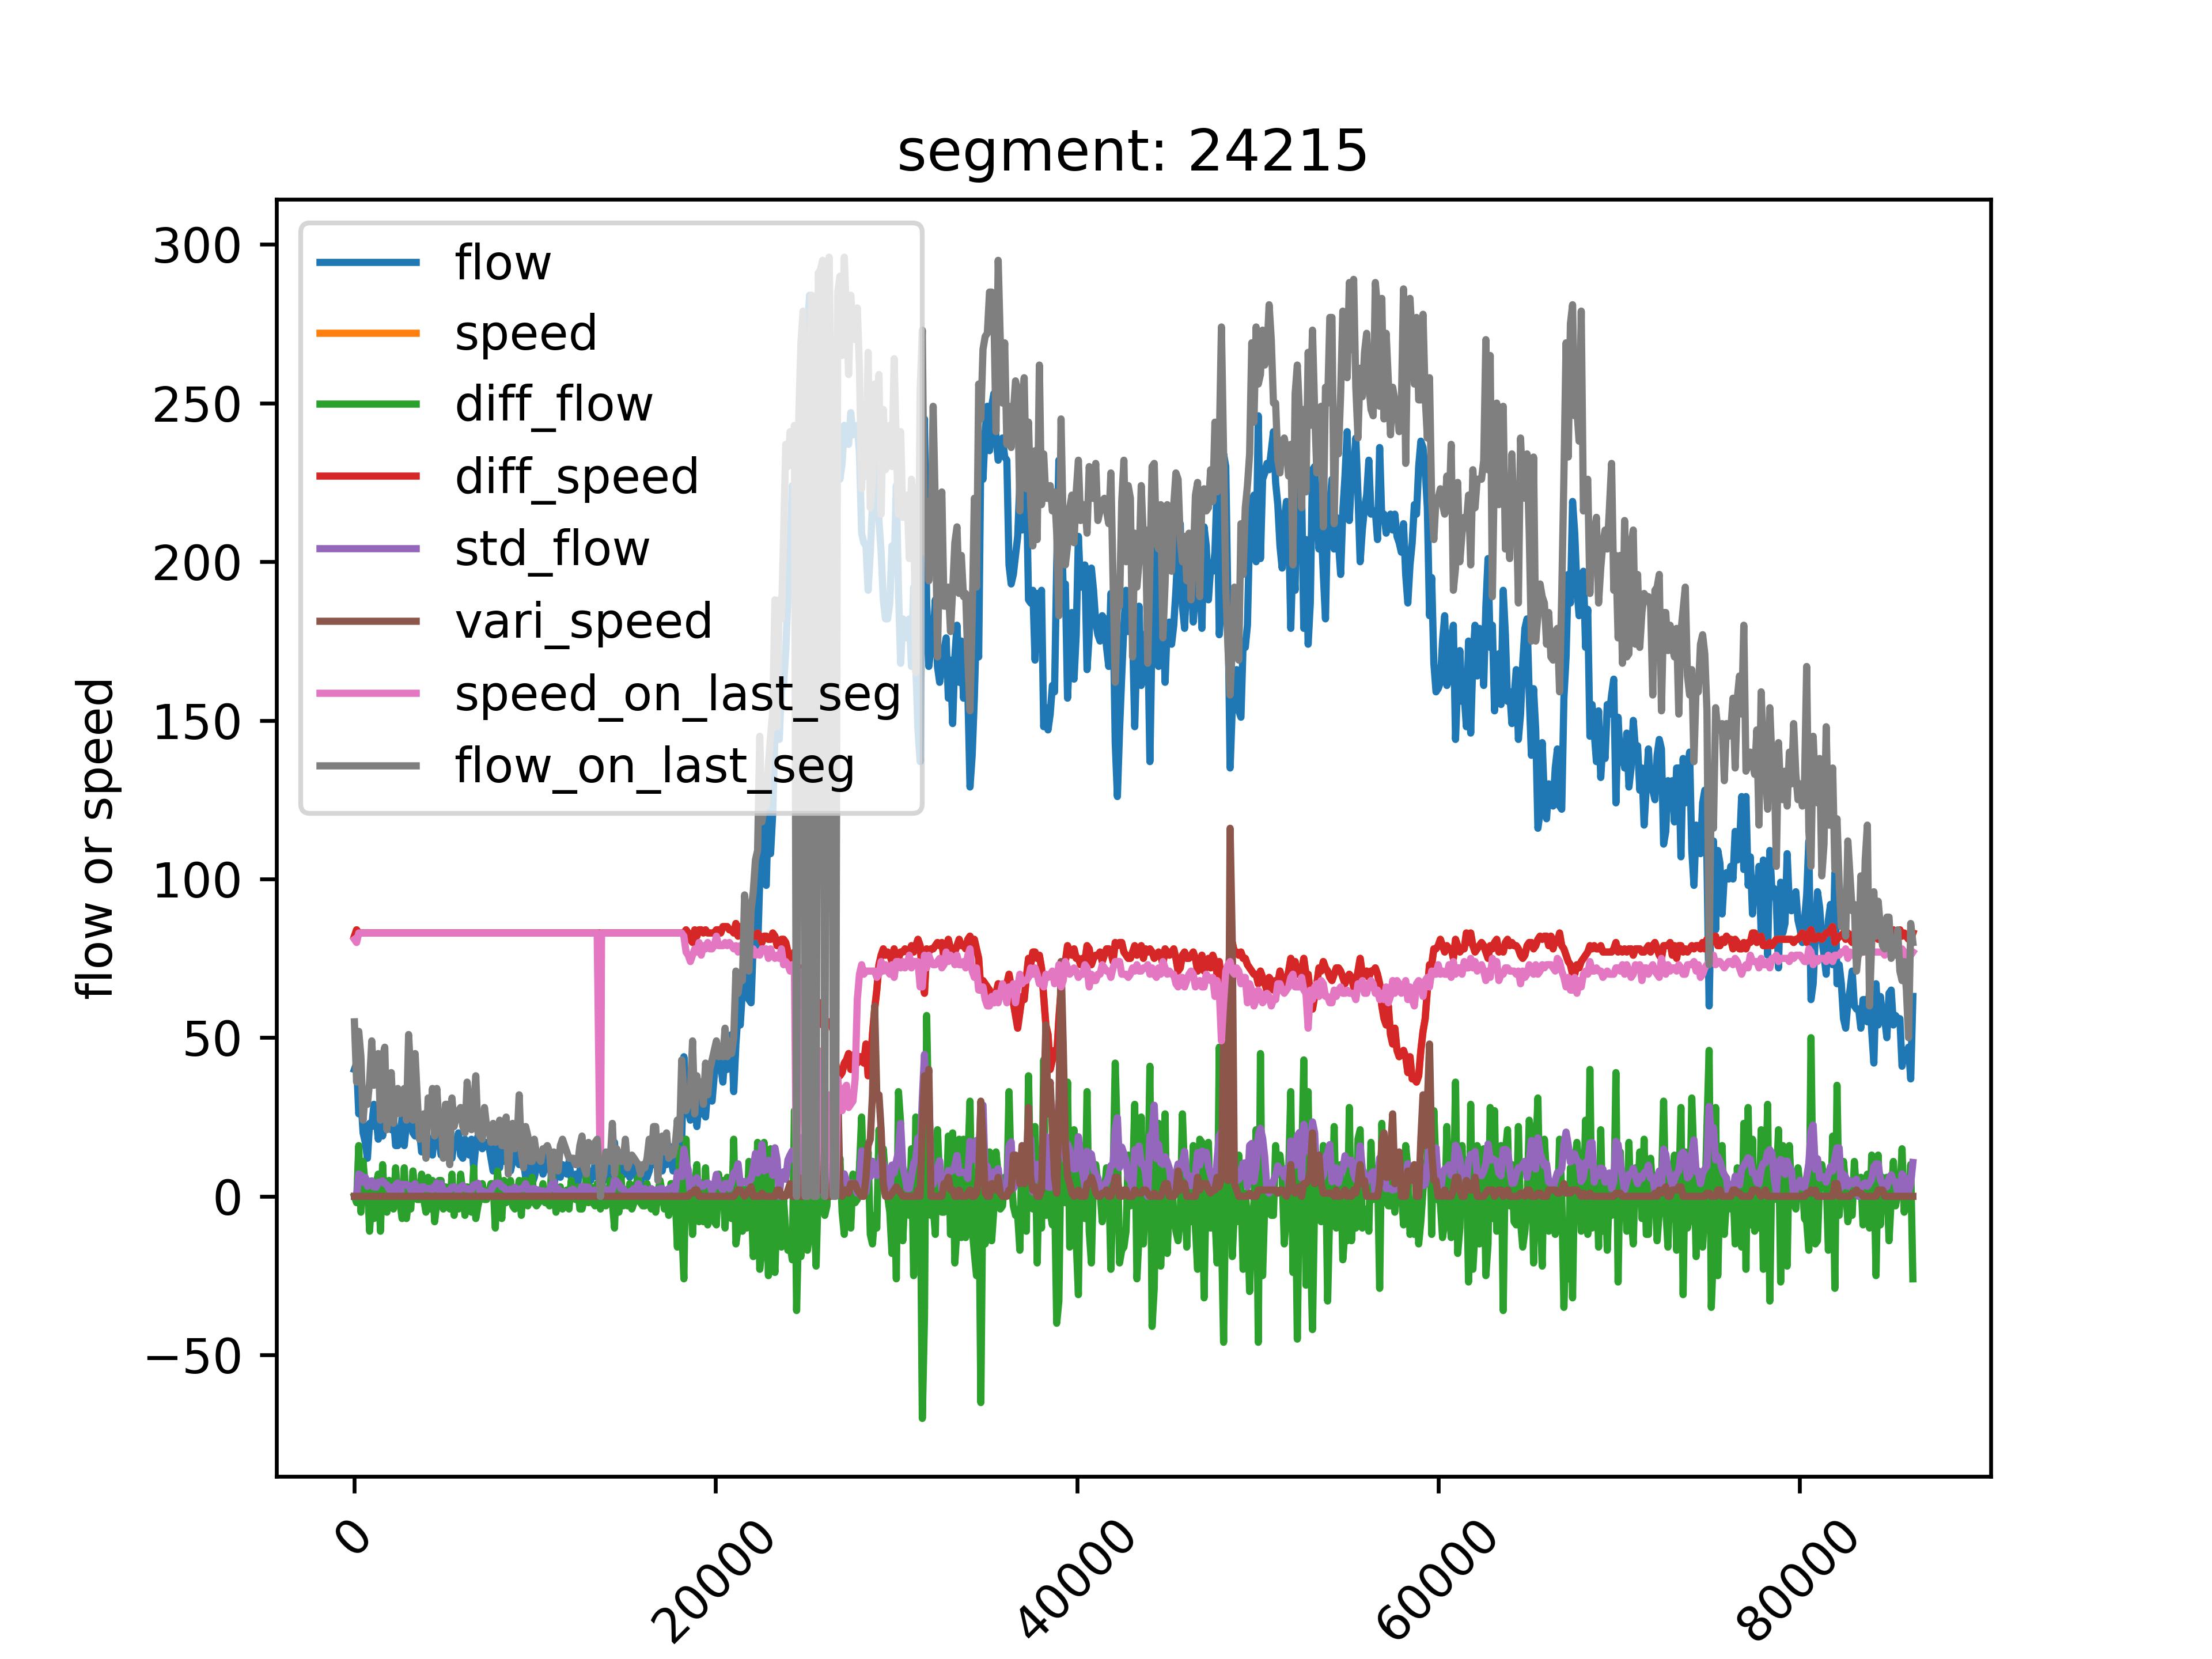 segment: 24215
flow or speed
300
250
200
150
100
50
0
−50
flow
speed
diff_flow
diff_speed
std_flow
vari_speed
speed_on_last_seg
flow_on_last_seg
0
20000
40000
60000
80000